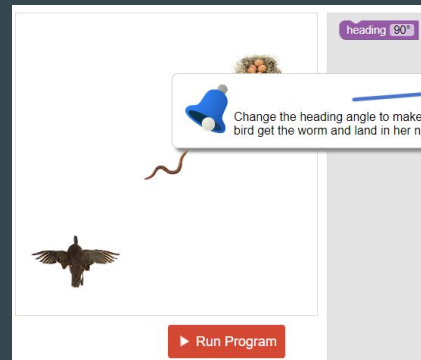 heading 90°
Change the heading angle to make
bird get the worm and land in her
Run Program